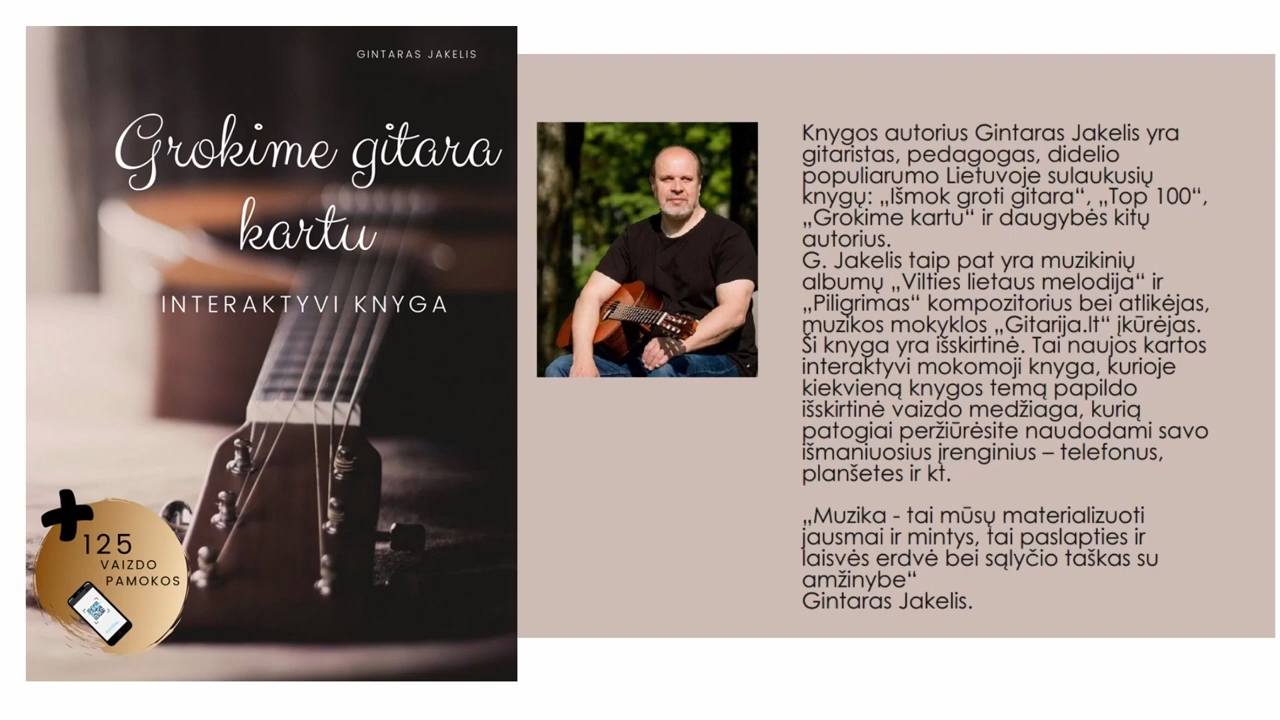 GINTARAS JAKELIS
Grokime gitara
kartu
INTERAKTYVI KNYGA
125
VAIZDO
PAMOKOS
Knygos autorius Gintaras Jakelis yra
gitaristas, pedagogas, didelio
populiarumo Lietuvoje sulaukusių
knygų: „Išmok groti gitara“, „Top 100“,
„Grokime kartu“ ir daugybės kitų
autorius.
G. Jakelis taip pat yra muzikinių
albumų „Vilties lietaus melodija“ ir
„Piligrimas“ kompozitorius bei atlikėjas,
muzikos mokyklos „Gitarija.lt“ įkūrėjas.
Ši knyga yra išskirtinė. Tai naujos kartos
interaktyvi mokomoji knyga, kurioje
kiekvieną knygos temą papildo
išskirtinė vaizdo medžiaga, kurią
patogiai peržiūrėsite naudodami savo
išmaniuosius įrenginius – telefonus,
planšetes ir kt.
„Muzika - tai mūsų materializuoti
jausmai ir mintys, tai paslapties ir
laisvės erdvė bei sąlyčio taškas su
amžinybe“
Gintaras Jakelis.